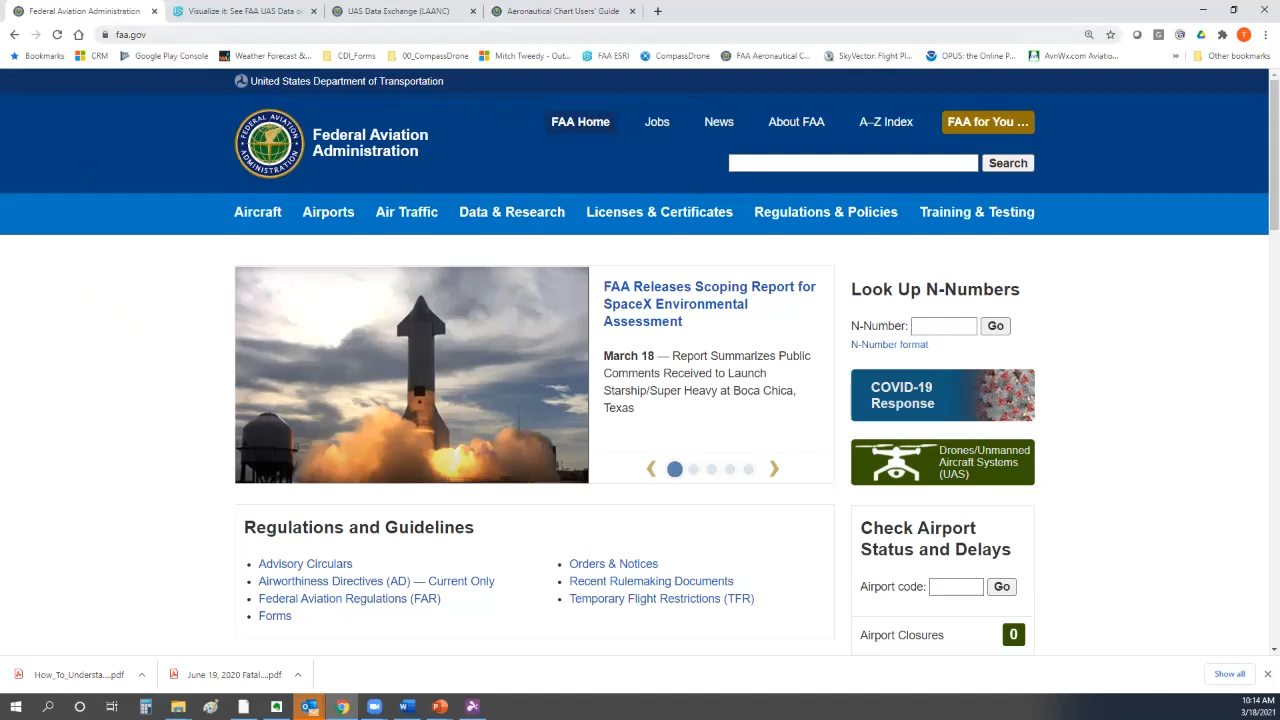 Federal Aviation Administration
Visualize it: See FAA UAS Data on
UAS Data Exchange (LAANC)
Aeronautical Chart Users' Guide
faa.gov
T
Bookmarks
CRM
Google Play Console
Weather Forecast &...
CDI_Forms
00_CompassDrone
Mitch Tweedy - Out...
FAA ESRI
CompassDrone
FAA Aeronautical C...
SkyVector: Flight Pl...
OPUS: the Online P...
AvnWx.com Aviatio...
»
Other bookmarks
United States Department of Transportation
FEDERAL AVIATION
ADMINISTRATION
Federal Aviation
Administration
FAA Home
Jobs
News
About FAA
A–Z Index
FAA for You ...
Search
Aircraft
Airports
Air Traffic
Data & Research
Licenses & Certificates
Regulations & Policies
Training & Testing
FAA Releases Scoping Report for
SpaceX Environmental
Assessment
March 18 — Report Summarizes Public
Comments Received to Launch
Starship/Super Heavy at Boca Chica,
Texas
Look Up N-Numbers
N-Number:
Go
N-Number format
COVID-19
Response
Drones/Unmanned
Aircraft Systems
(UAS)
Regulations and Guidelines
Advisory Circulars
Airworthiness Directives (AD) — Current Only
Federal Aviation Regulations (FAR)
Forms
Orders & Notices
Recent Rulemaking Documents
Temporary Flight Restrictions (TFR)
Check Airport
Status and Delays
Airport code:
Go
Airport Closures
0
How_To_Understa....pdf
June 19, 2020 Fatal....pdf
Show all
10:14 AM
3/18/2021